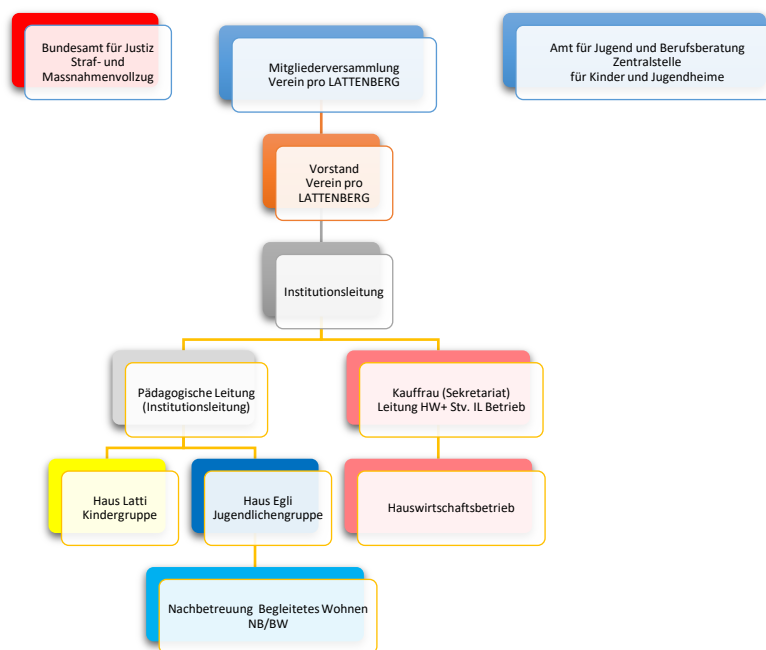 Bundesamt für Justiz
Straf- und
Massnahmenvollzug
Mitgliederversammlung
Verein pro LATTENBERG
Amt für Jugend und Berufsberatung
Zentralstelle
für Kinder und Jugendheime
Vorstand
Verein pro
LATTENBERG
Institutionsleitung
Pädagogische Leitung
(Institutionsleitung)
Kauffrau (Sekretariat)
Leitung HW+ Stv. IL Betrieb
Haus Latti
Kindergruppe
Haus Egli
Jugendlichengruppe
Hauswirtschaftsbetrieb
Nachbetreuung Begleitetes Wohnen
NB/BW